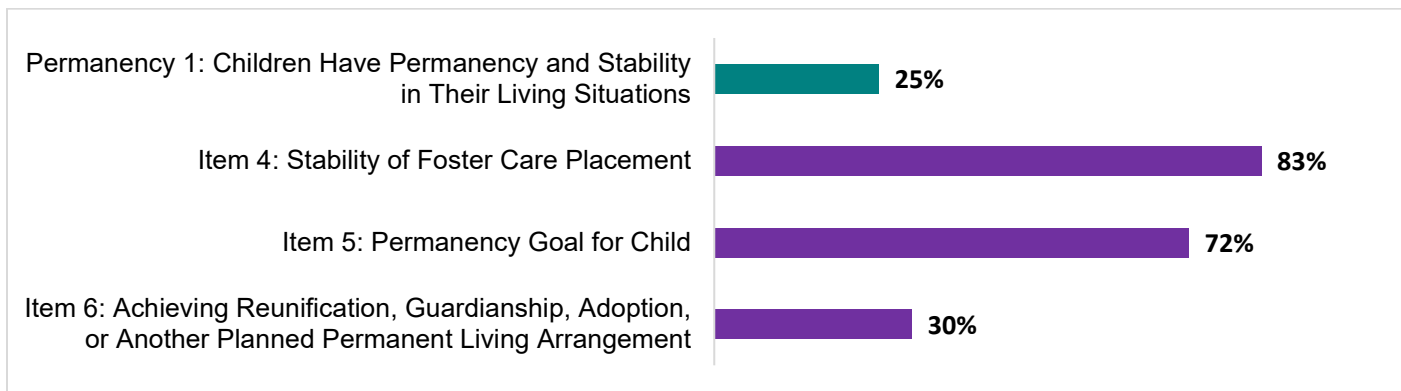 Permanency 1: Children Have Permanency and Stability
in Their Living Situations
25%
Item 4: Stability of Foster Care Placement
83%
Item 5: Permanency Goal for Child
72%
Item 6: Achieving Reunification, Guardianship, Adoption,
or Another Planned Permanent Living Arrangement
30%